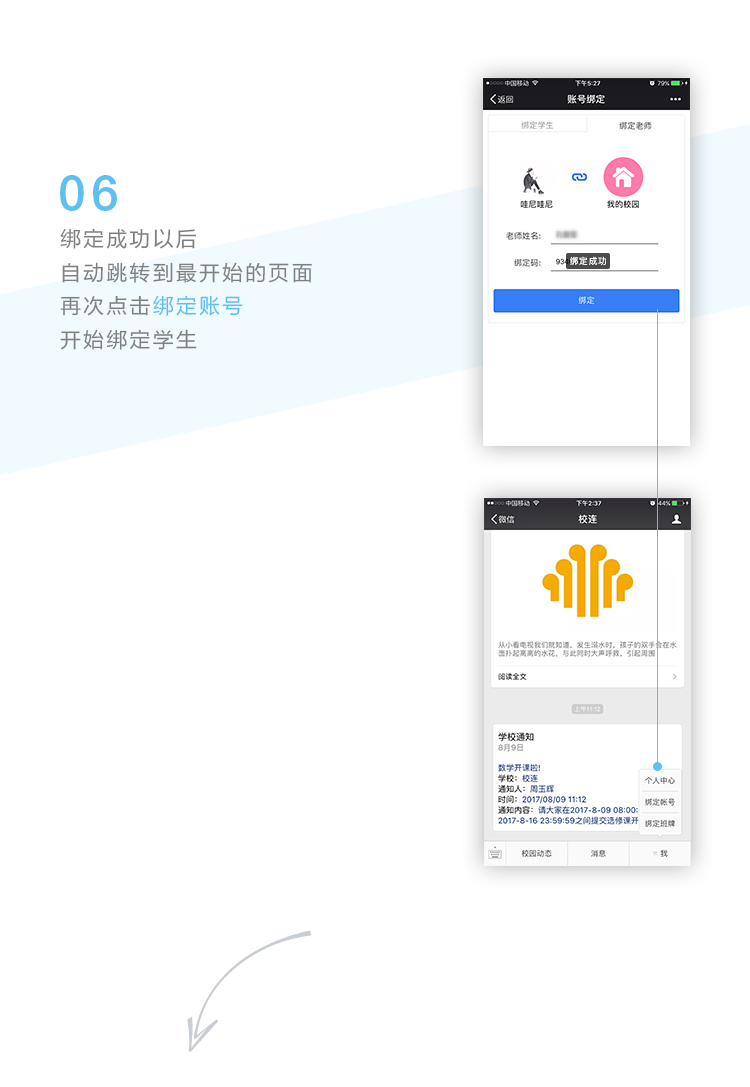 06
绑定成功以后
自动跳转到最开始的页面
再次点击绑定账号
开始绑定学生
中国移动 下午5:27 79%
返回 账号绑定
绑定学生 绑定老师
哇尼哇尼 我的校园
老师姓名:
绑定码: 934
绑定成功
绑定
中国移动 下午2:37 44%
微信 校连
从小看电视我们就知道，发生溺水时，孩子的双手会在水
面扑起高高的水花，与此同时大声呼救，引起周围
阅读全文
上午11:12
学校通知
8月9日
数学开课啦!
学校：校连
通知人：周玉辉
时间：2017/08/09 11:12
通知内容：请大家在2017-8-09 08:00:
2017-8-16 23:59:59之间提交选修课开
个人中心
绑定帐号
绑定班牌
校园动态 消息 我